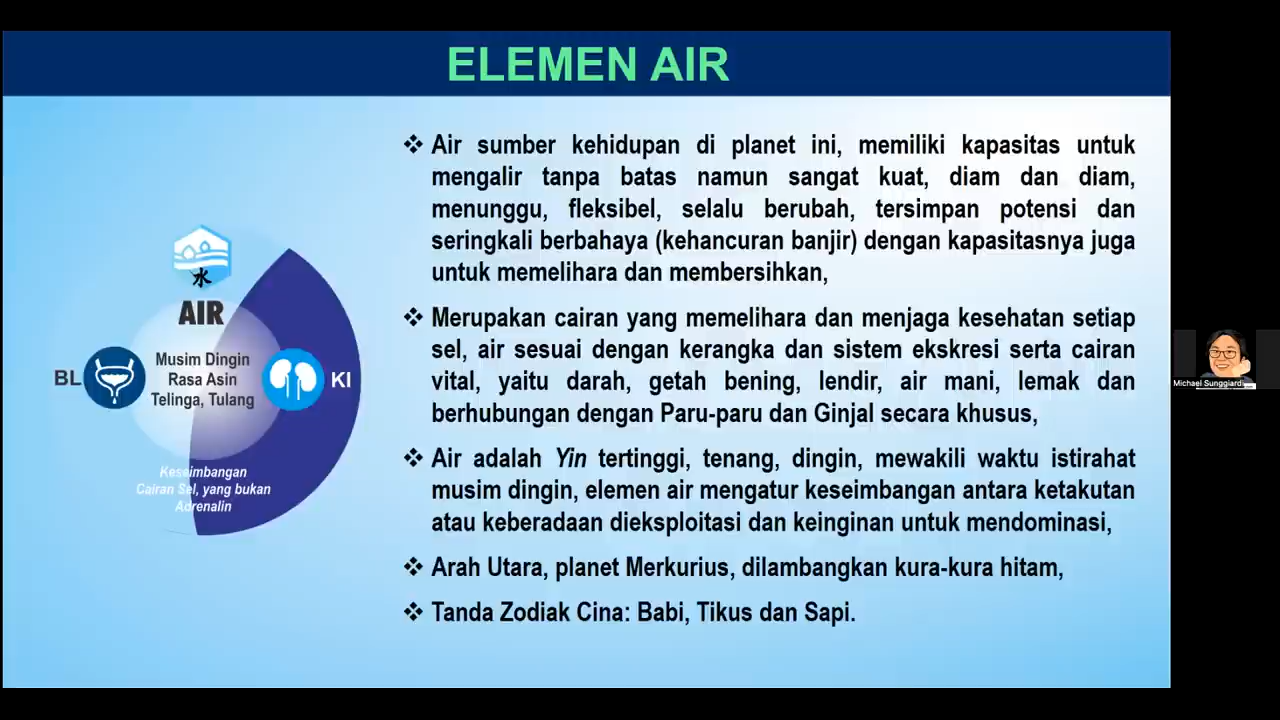 ELEMEN AIR
水
AIR
BL
Musim Dingin
Rasa Asin
Telinga, Tulang
KI
Keseimbangan
Cairan Sel, yang bukan
Adrenalin
❖ Air sumber kehidupan di planet ini, memiliki kapasitas untuk
mengalir tanpa batas namun sangat kuat, diam dan diam,
menunggu, fleksibel, selalu berubah, tersimpan potensi dan
seringkali berbahaya (kehancuran banjir) dengan kapasitasnya juga
untuk memelihara dan membersihkan,
❖ Merupakan cairan yang memelihara dan menjaga kesehatan setiap
sel, air sesuai dengan kerangka dan sistem ekskresi serta cairan
vital, yaitu darah, getah bening, lendir, air mani, lemak dan
berhubungan dengan Paru-paru dan Ginjal secara khusus,
❖ Air adalah Yin tertinggi, tenang, dingin, mewakili waktu istirahat
musim dingin, elemen air mengatur keseimbangan antara ketakutan
atau keberadaan dieksploitasi dan keinginan untuk mendominasi,
❖ Arah Utara, planet Merkurius, dilambangkan kura-kura hitam,
❖ Tanda Zodiak Cina: Babi, Tikus dan Sapi.
Michael Sunggiardi